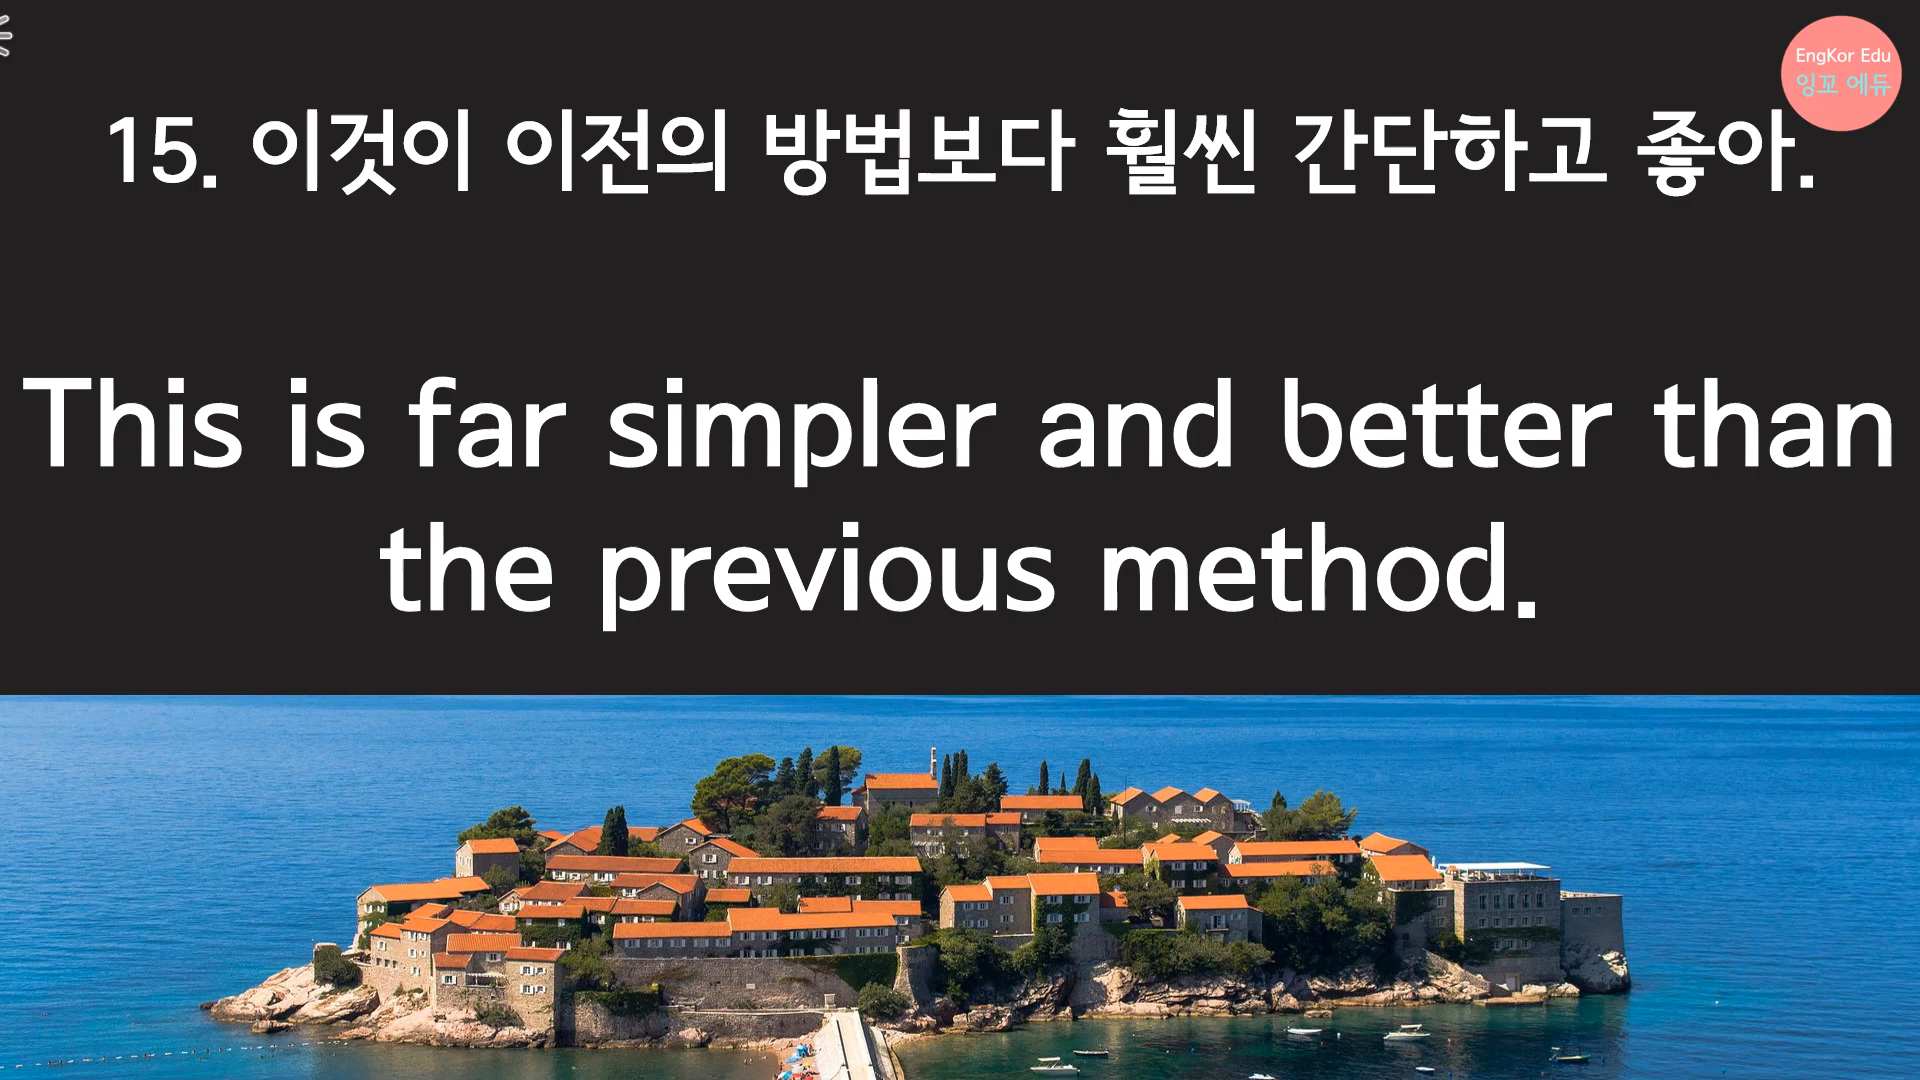 EngKor Edu
잉꼬 에듀
15. 이것이 이전의 방법보다 훨씬 간단하고 좋아.
This is far simpler and better than
the previous method.